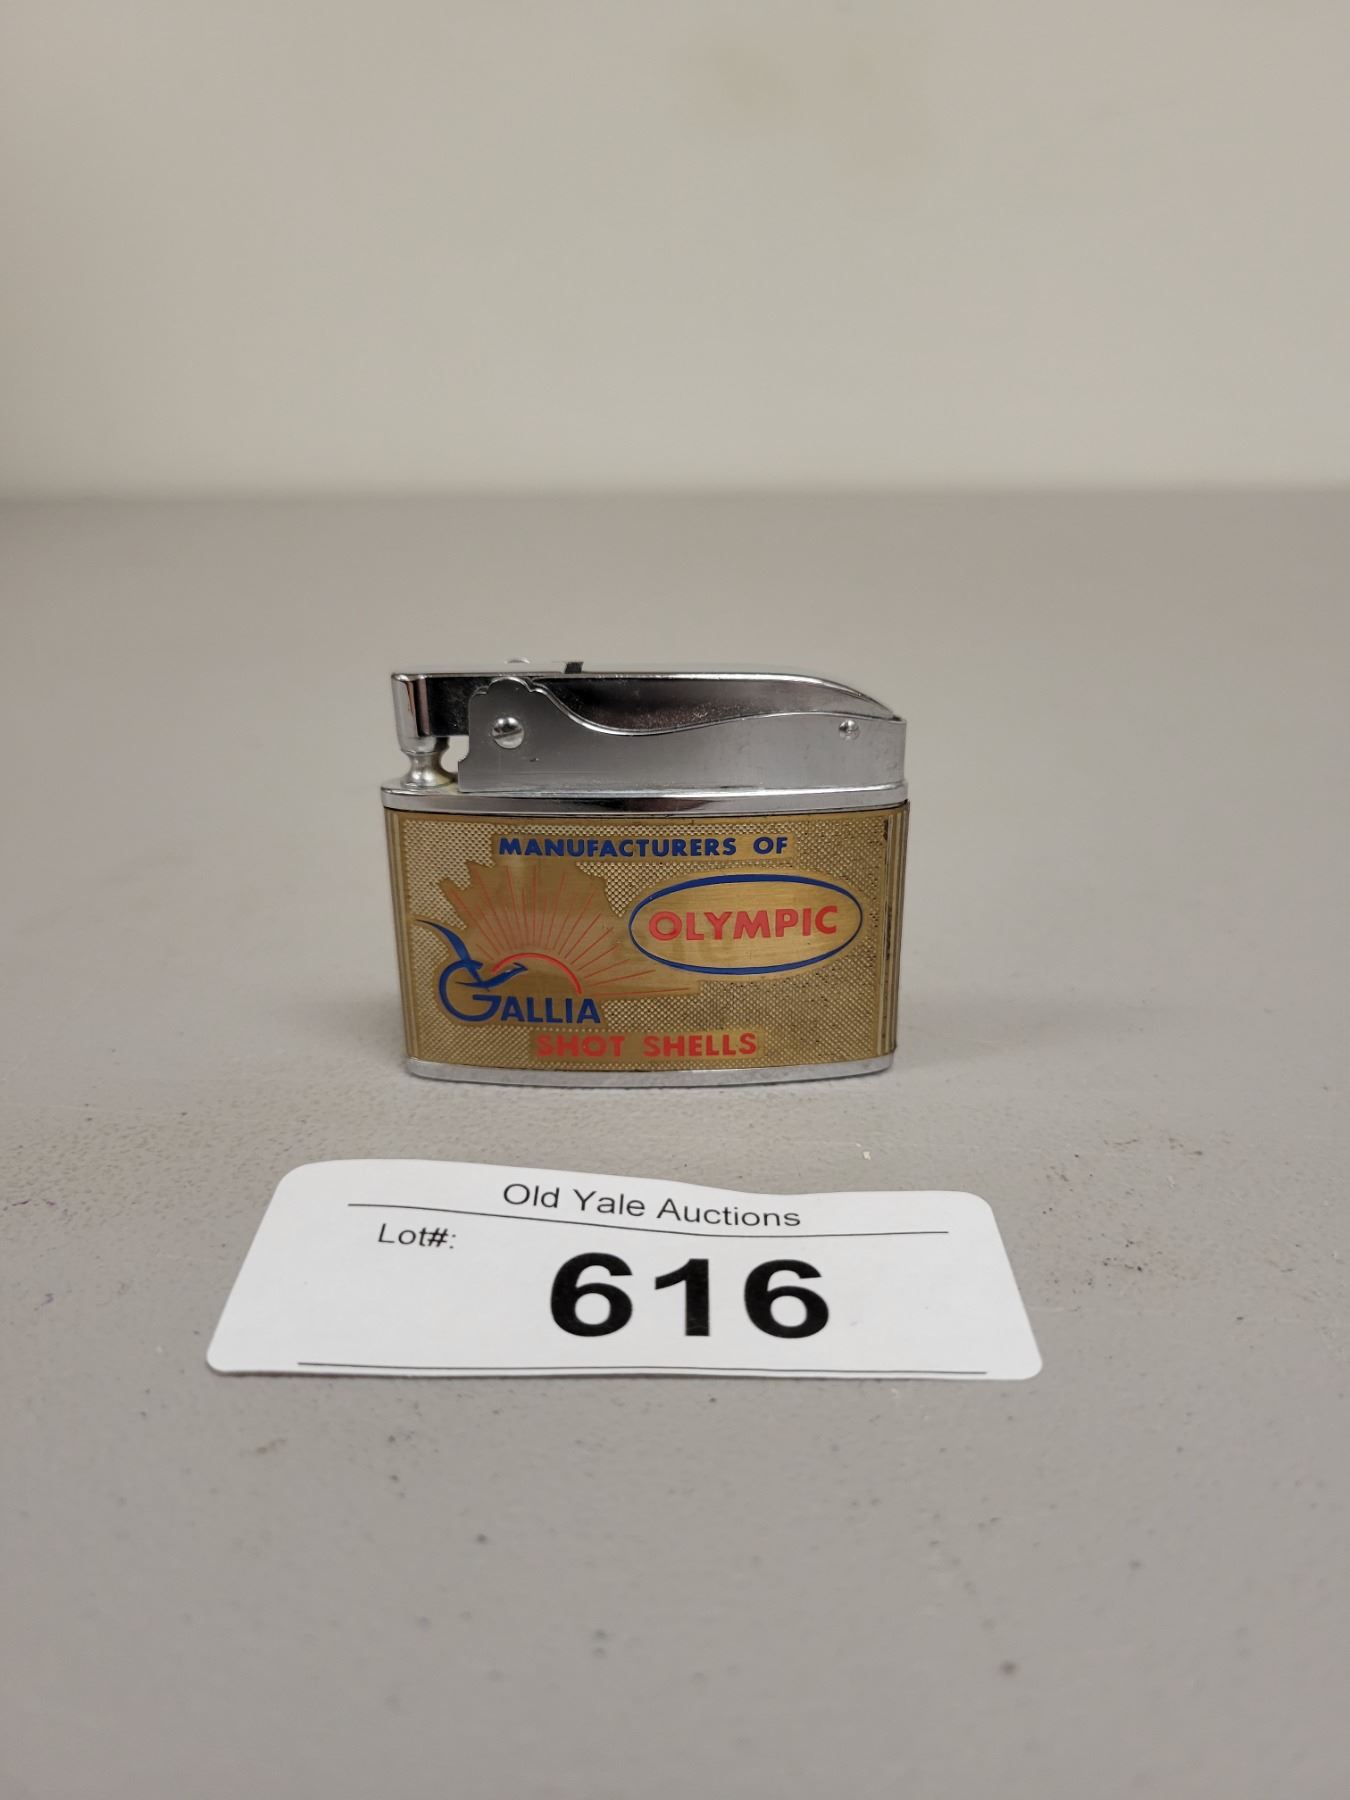 MANUFACTURERS OF
OLYMPIC
GALLIA
SHOT SHELLS
Old Yale Auctions
Lot#:
616